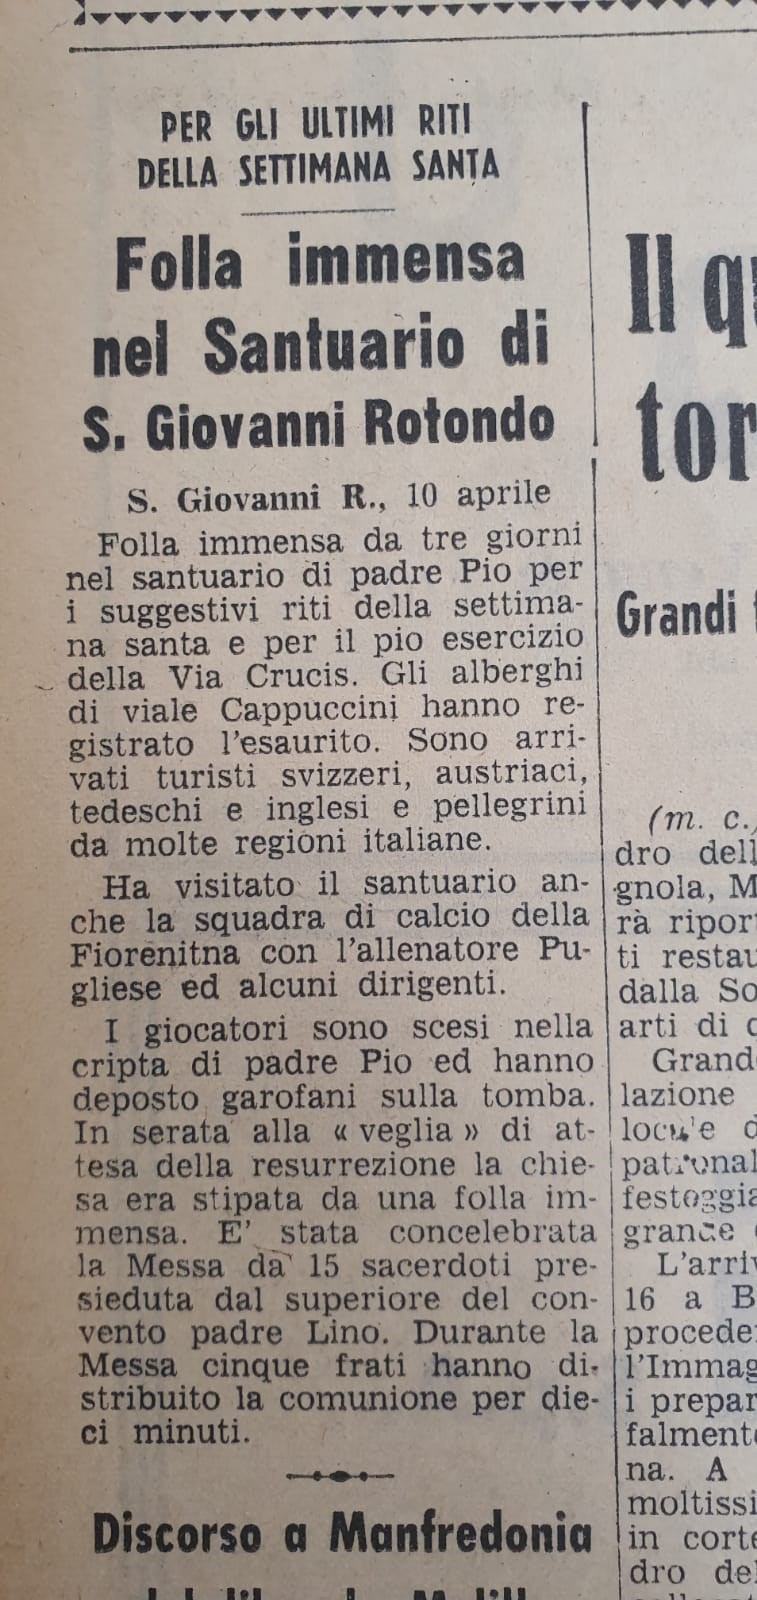 PER GLI ULTIMI RITI
DELLA SETTIMANA SANTA
Folla immensa
nel Santuario di
S. Giovanni Rotondo
S. Giovanni R., 10 aprile
Folla immensa da tre giorni
nel santuario di padre Pio per
i suggestivi riti della settima-
na santa e per il pio esercizio
della Via Crucis. Gli alberghi
di viale Cappuccini hanno re-
gistrato l'esaurito. Sono arri-
vati turisti svizzeri, austriaci,
tedeschi e inglesi e pellegrini
da molte regioni italiane.
Ha visitato il santuario an-
che la squadra di calcio della
Fiorenitna con l'allenatore Pu-
gliese ed alcuni dirigenti.
I giocatori sono scesi nella
cripta di padre Pio ed hanno
deposto garofani sulla tomba.
In serata alla « veglia » di at-
tesa della resurrezione la chie-
sa era stipata da una folla im-
mensa. E' stata concelebrata
la Messa da 15 sacerdoti pre-
sieduta dal superiore del con-
vento padre Lino. Durante la
Messa cinque frati hanno di-
stribuito la comunione per die-
ci minuti.
Discorso a Manfredonia
Il qu
tor
Grandi f
(m. c.)
dro dell
gnola, M
rà ripor
ti restau
dalla So
arti di
Grand
lazione
locu'e d
patronal
festeggia
grande
L'arriv
16 a B
procede
l'Immag
i prepar
falmente
na. A
moltissi
in corte
dro del